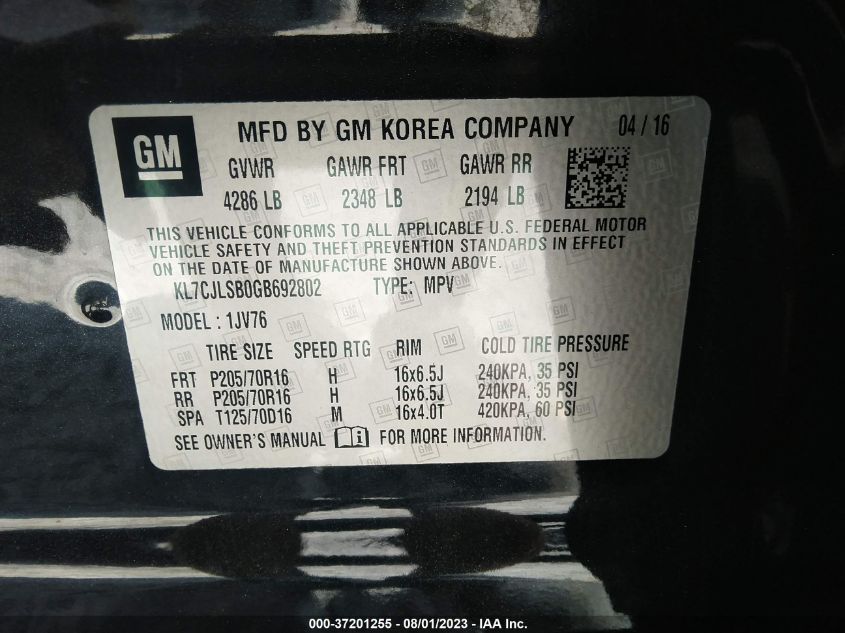 GM
MFD BY GM KOREA COMPANY 04 / 16
GVWR GAWR FRT GAWR RR
4286 LB 2348 LB 2194 LB
THIS VEHICLE CONFORMS TO ALL APPLICABLE U.S. FEDERAL MOTOR
VEHICLE SAFETY AND THEFT PREVENTION STANDARDS IN EFFECT
ON THE DATE OF MANUFACTURE SHOWN ABOVE.
KL7CJLSB0GB692802 TYPE: MPV
MODEL : 1JV76
TIRE SIZE SPEED RTG RIM COLD TIRE PRESSURE
FRT P205/70R16 H 16x6.5J 240KPA, 35 PSI
RR P205/70R16 H 16x6.5J 240KPA, 35 PSI
SPA T125/70D16 M 16x4.0T 420KPA, 60 PSI
SEE OWNER'S MANUAL i FOR MORE INFORMATION.
000-37201255 - 08/01/2023 - IAA Inc.